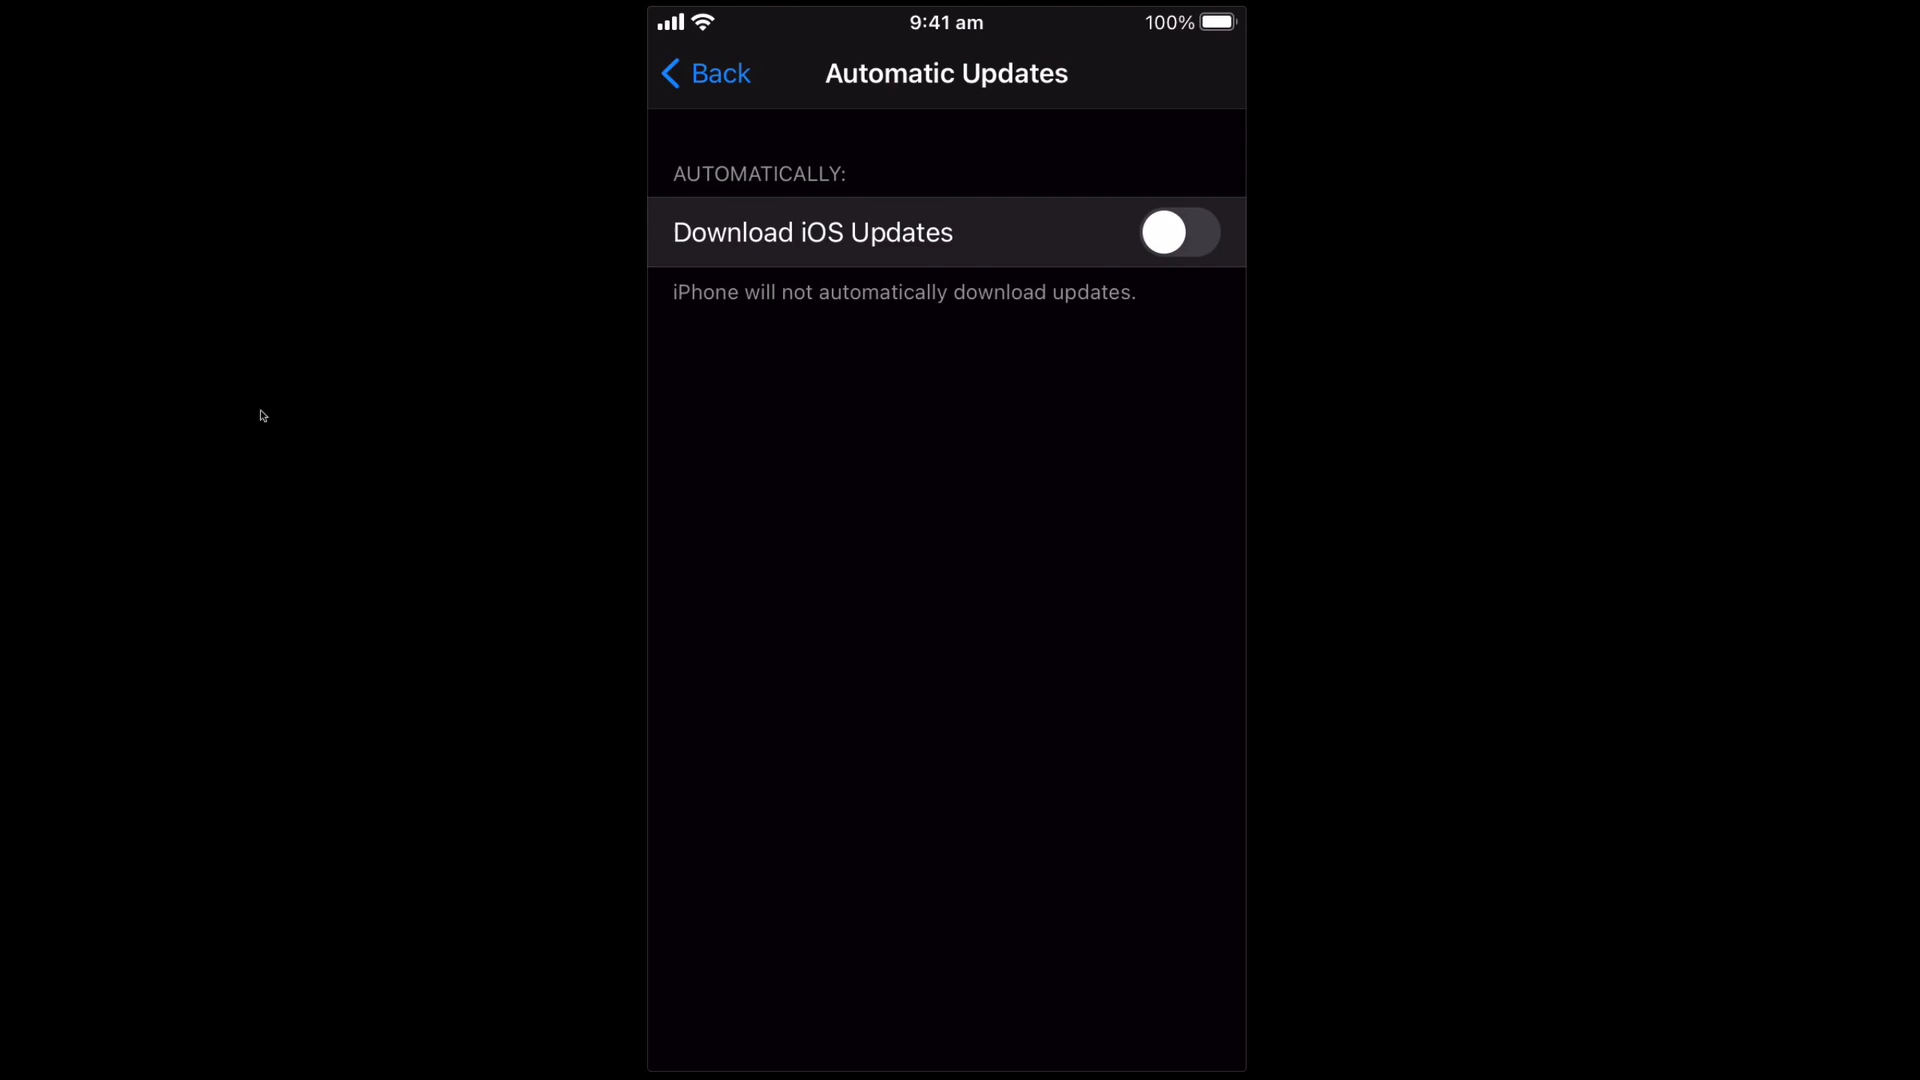 9:41 am
100%
Back
Automatic Updates
AUTOMATICALLY:
Download iOS Updates
iPhone will not automatically download updates.